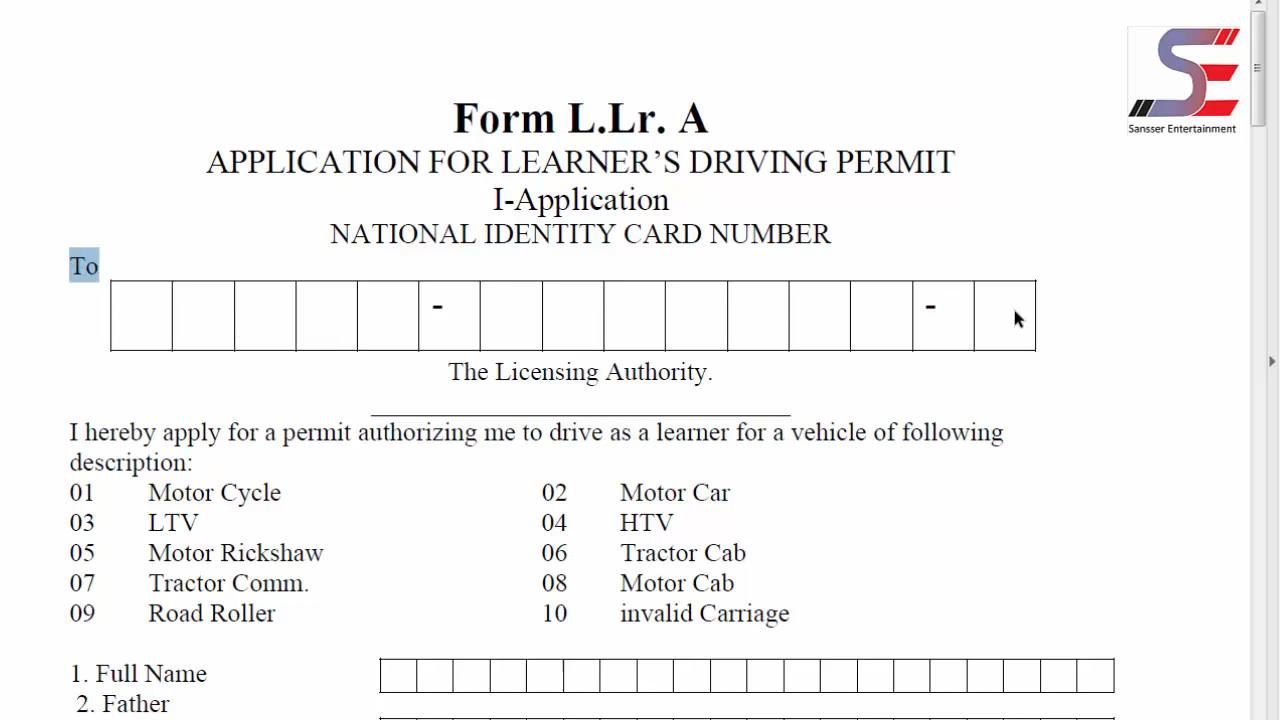 Sansser Entertainment
Form L.Lr. A
APPLICATION FOR LEARNER’S DRIVING PERMIT
I-Application
NATIONAL IDENTITY CARD NUMBER
To
- -
The Licensing Authority.
I hereby apply for a permit authorizing me to drive as a learner for a vehicle of following
description:
01 Motor Cycle 02 Motor Car
03 LTV 04 HTV
05 Motor Rickshaw 06 Tractor Cab
07 Tractor Comm. 08 Motor Cab
09 Road Roller 10 invalid Carriage
1. Full Name
2. Father